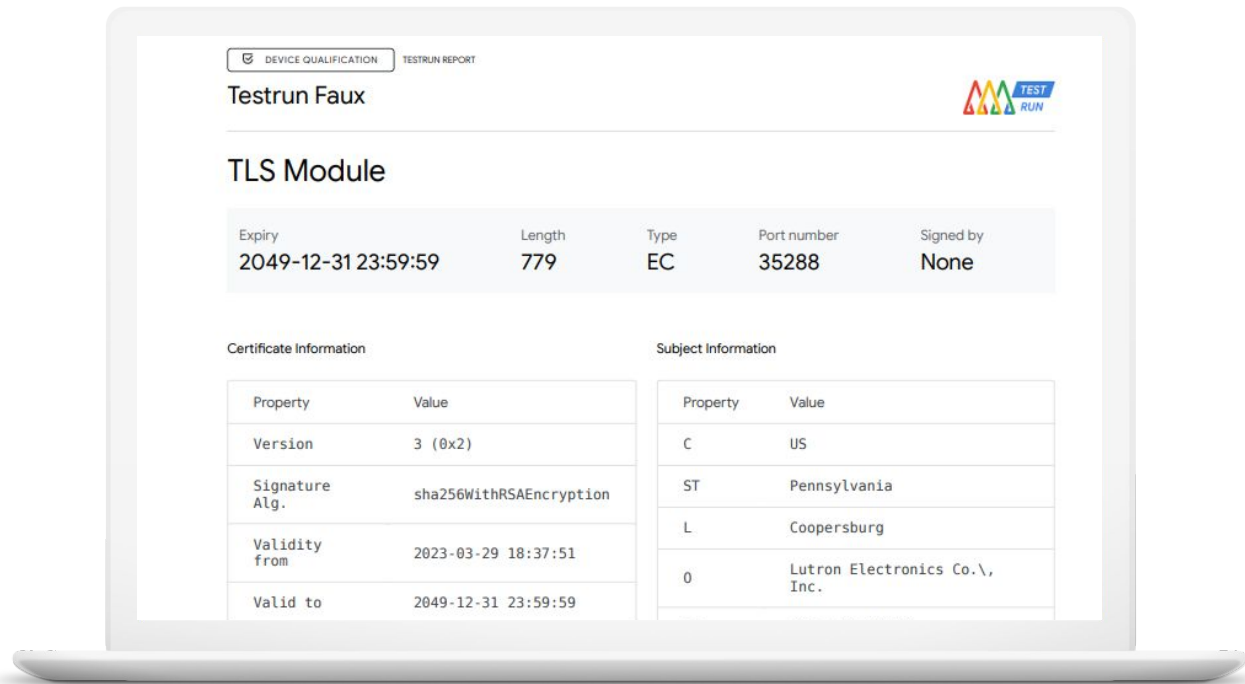 DEVICE QUALIFICATION TESTRUN REPORT
Testrun Faux
TEST
RUN
TLS Module
Expiry Length Type Port number Signed by
2049-12-31 23:59:59 779 EC 35288 None
Certificate Information Subject Information
Property Value Property Value
Version 3 (0x2) C US
Signature
Alg. sha256WithRSAEncryption ST Pennsylvania
L Coopersburg
Validity
from 2023-03-29 18:37:51
O Lutron Electronics Co.\,
Inc.
Valid to 2049-12-31 23:59:59